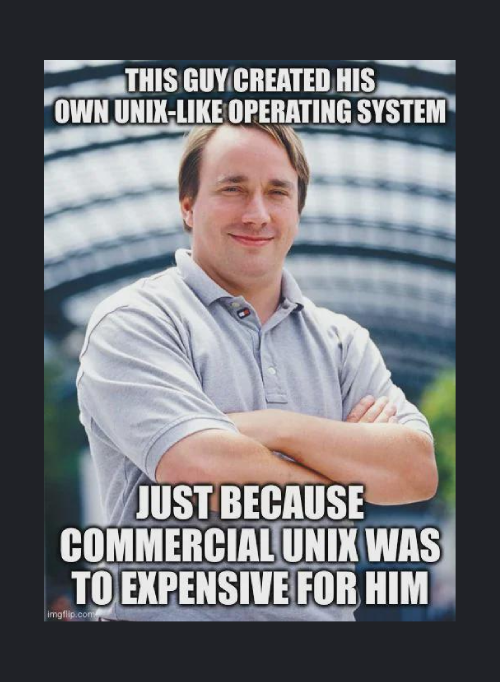 THIS GUY CREATED HIS
OWN UNIX-LIKE OPERATING SYSTEM
JUST BECAUSE
COMMERCIAL UNIX WAS
TO EXPENSIVE FOR HIM
imgflip.com